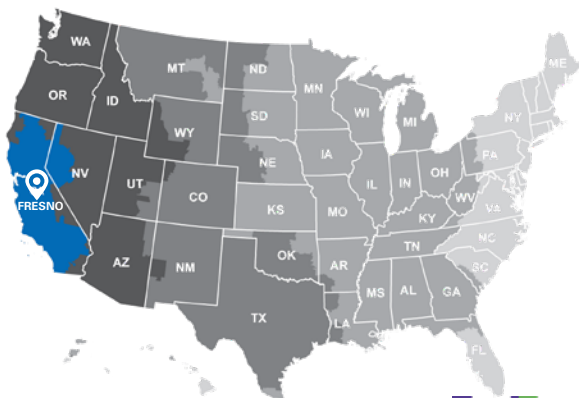 WA
ME
MT
ND
MN
OR
ID
SD
WI
MI
NY
WY
IA
PA
NE
NV
UT
CO
IL
IN
OH
WV
VA
FRESNO
KS
MO
KY
NC
TN
AZ
NM
OK
AR
SC
MS
AL
GA
TX
LA
FL